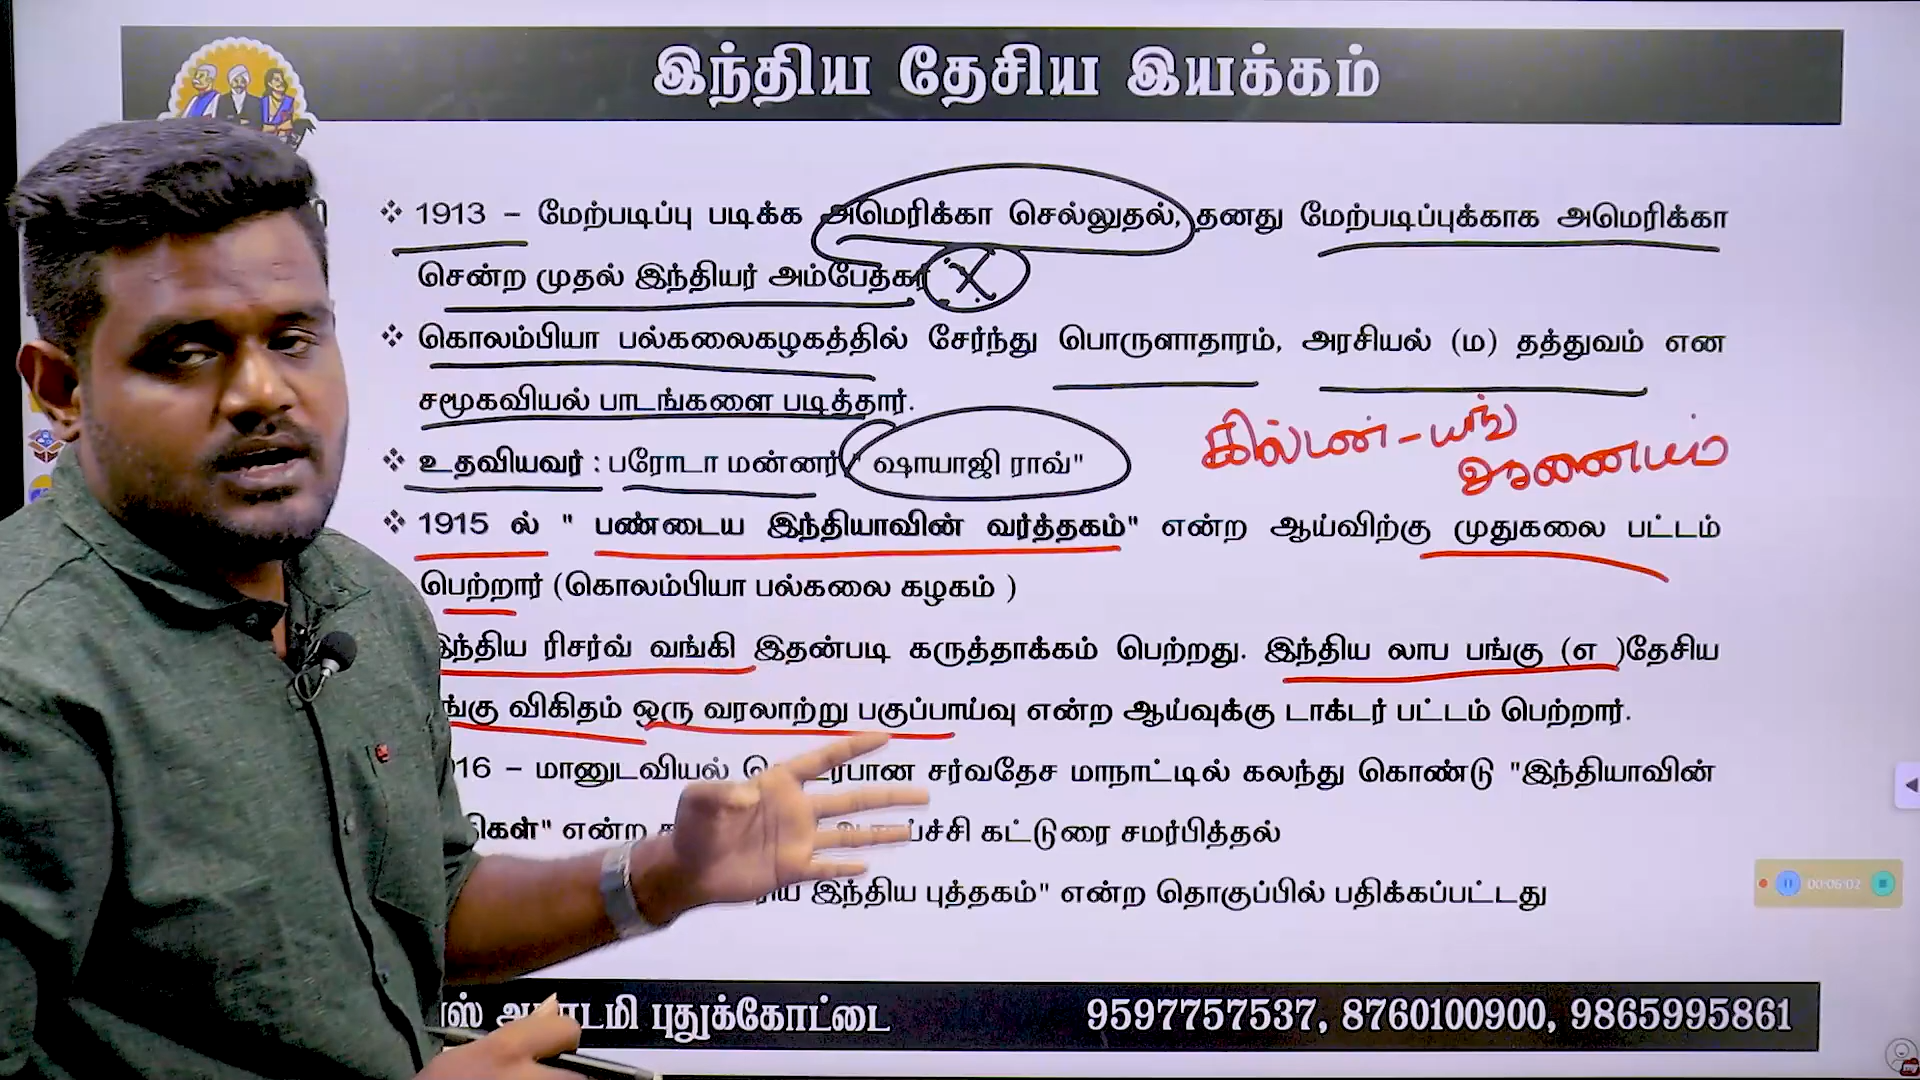 இந்திய தேசிய இயக்கம்
❖ 1913 – மேற்படிப்பு படிக்க அமெரிக்கா செல்லுதல், தனது மேற்படிப்புக்காக அமெரிக்கா
சென்ற முதல் இந்தியர் அம்பேத்கர்
❖ கொலம்பியா பல்கலைகழகத்தில் சேர்ந்து பொருளாதாரம், அரசியல் (ம) தத்துவம் என
சமூகவியல் பாடங்களை படித்தார்.
❖ உதவியவர் : பரோடா மன்னர் " ஷாயாஜி ராவ்"
கில்டன் – யங்
ஆணையம்
❖ 1915 ல் " பண்டைய இந்தியாவின் வர்த்தகம்" என்ற ஆய்விற்கு முதுகலை பட்டம்
பெற்றார் (கொலம்பியா பல்கலை கழகம் )
இந்திய ரிசர்வ் வங்கி இதன்படி கருத்தாக்கம் பெற்றது. இந்திய லாப பங்கு (எ )தேசிய
ங்கு விகிதம் ஒரு வரலாற்று பகுப்பாய்வு என்ற ஆய்வுக்கு டாக்டர் பட்டம் பெற்றார்.
16 – மானுடவியல் தொடர்பான சர்வதேச மாநாட்டில் கலந்து கொண்டு "இந்தியாவின்
திகள்" என்ற கட்டுரை சமர்பித்தல்
இந்திய புத்தகம்" என்ற தொகுப்பில் பதிக்கப்பட்டது
00:06:02
ஸ் அகாடமி புதுக்கோட்டை 9597757537, 8760100900, 9865995861